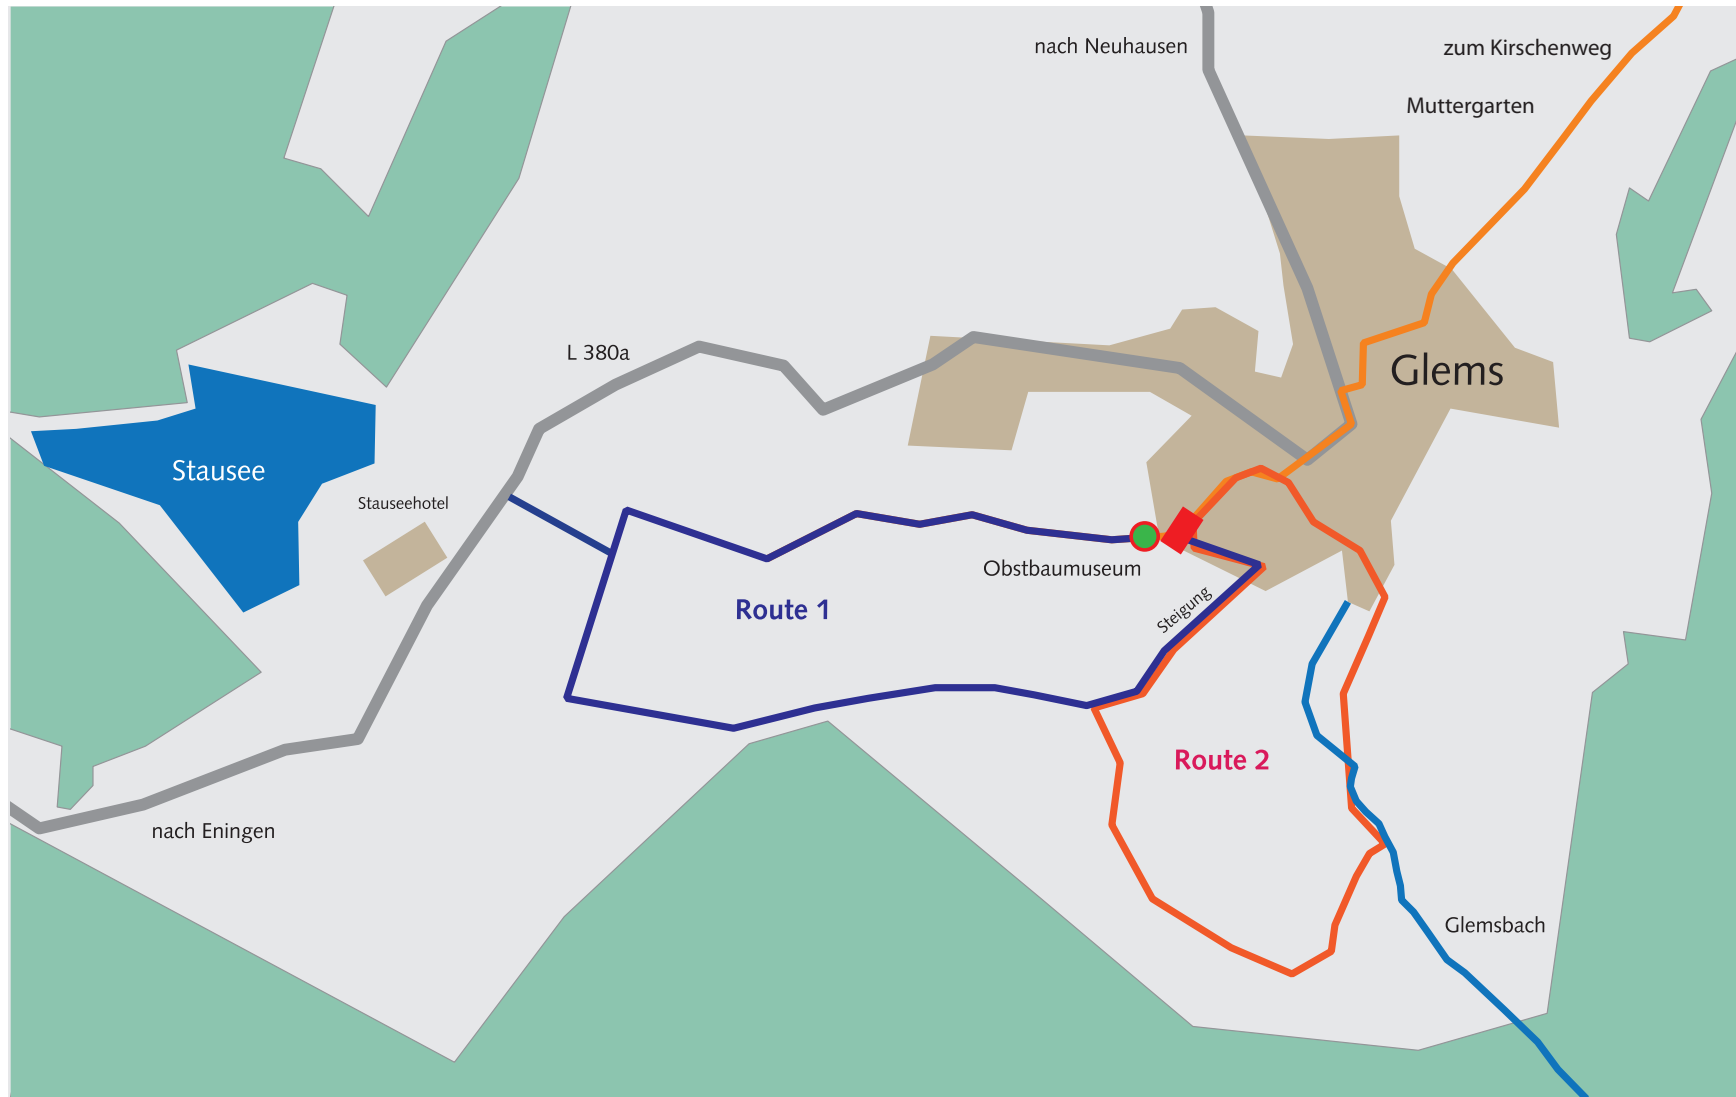 nach Neuhausen
zum Kirschenweg
Muttergarten
L 380a
Glems
Stausee
Stauseehotel
Obstbaumuseum
Route 1
Steigung
Route 2
nach Eningen
Glemsbach